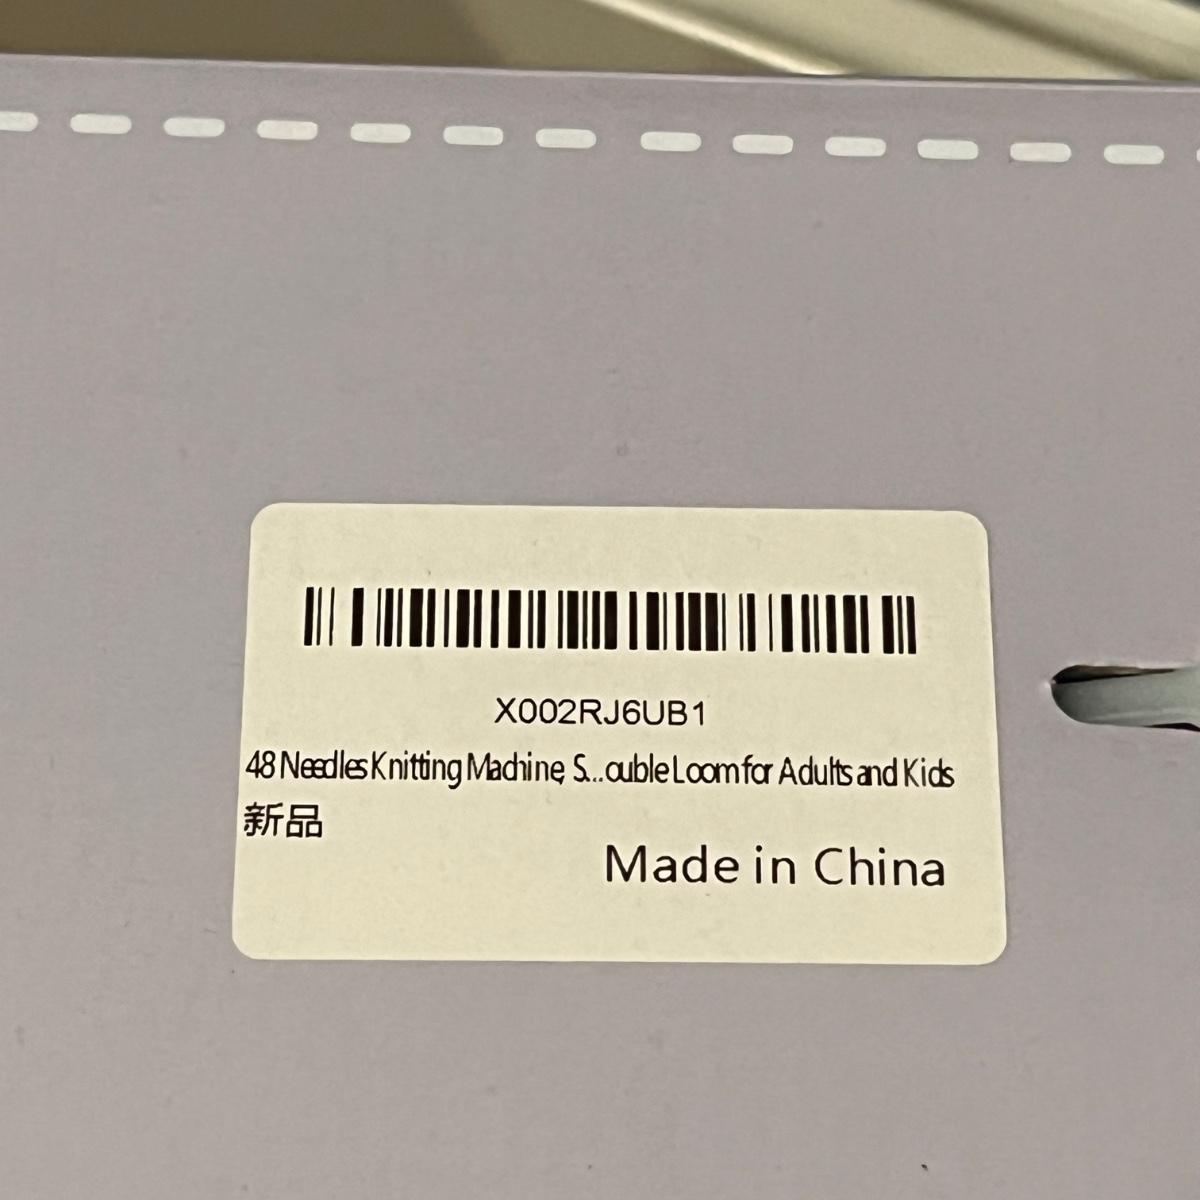 X002RJ6UB1
48 Needles Knitting Machine, S...ouble Loom for Adults and Kids
新品
Made in China